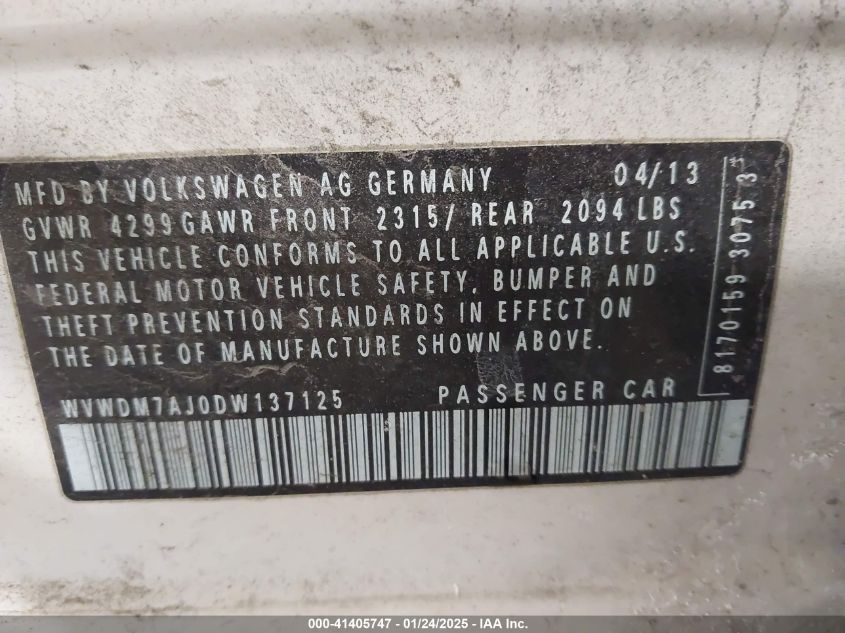 MFD BY VOLKSWAGEN AG GERMANY 04/13
GVWR 4299 GAWR FRONT 2315/ REAR 2094 LBS
THIS VEHICLE CONFORMS TO ALL APPLICABLE U.S.
FEDERAL MOTOR VEHICLE SAFETY, BUMPER AND
THEFT PREVENTION STANDARDS IN EFFECT ON
THE DATE OF MANUFACTURE SHOWN ABOVE.
WVWDM7AJ0DW137125 PASSENGER CAR
8170159 3075 3
000-41405747 - 01/24/2025 - IAA Inc.